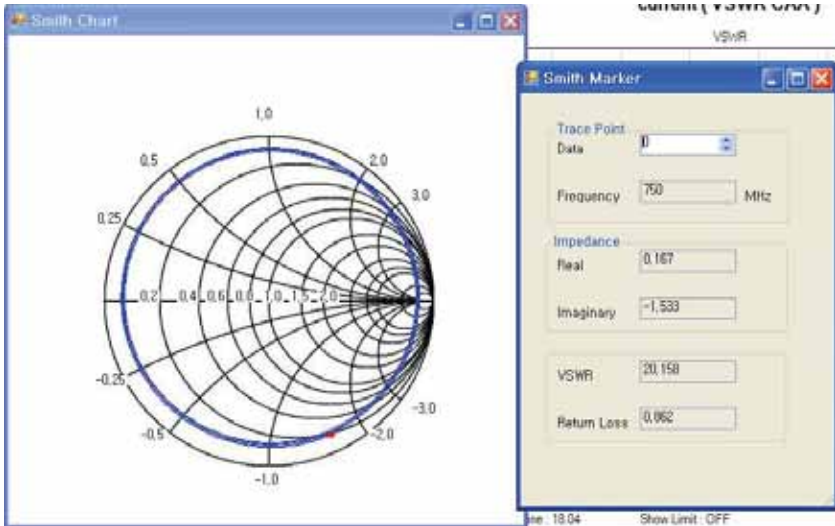 Smith Chart
1,0
0,5
2,0
0,25
3,0
0,2 0,4 0,6 0,8 1,0 1,5 2,0
-0,25
-3,0
-0,5
-2,0
-1,0
current ( VSWR CAA )
VSWR
Smith Marker
Trace Point
Data 0
Frequency 750 MHz
Impedance
Real 0,167
Imaginary -1,533
VSWR 20,158
Return Loss 0,862
: 18.04 Show Limit : OFF